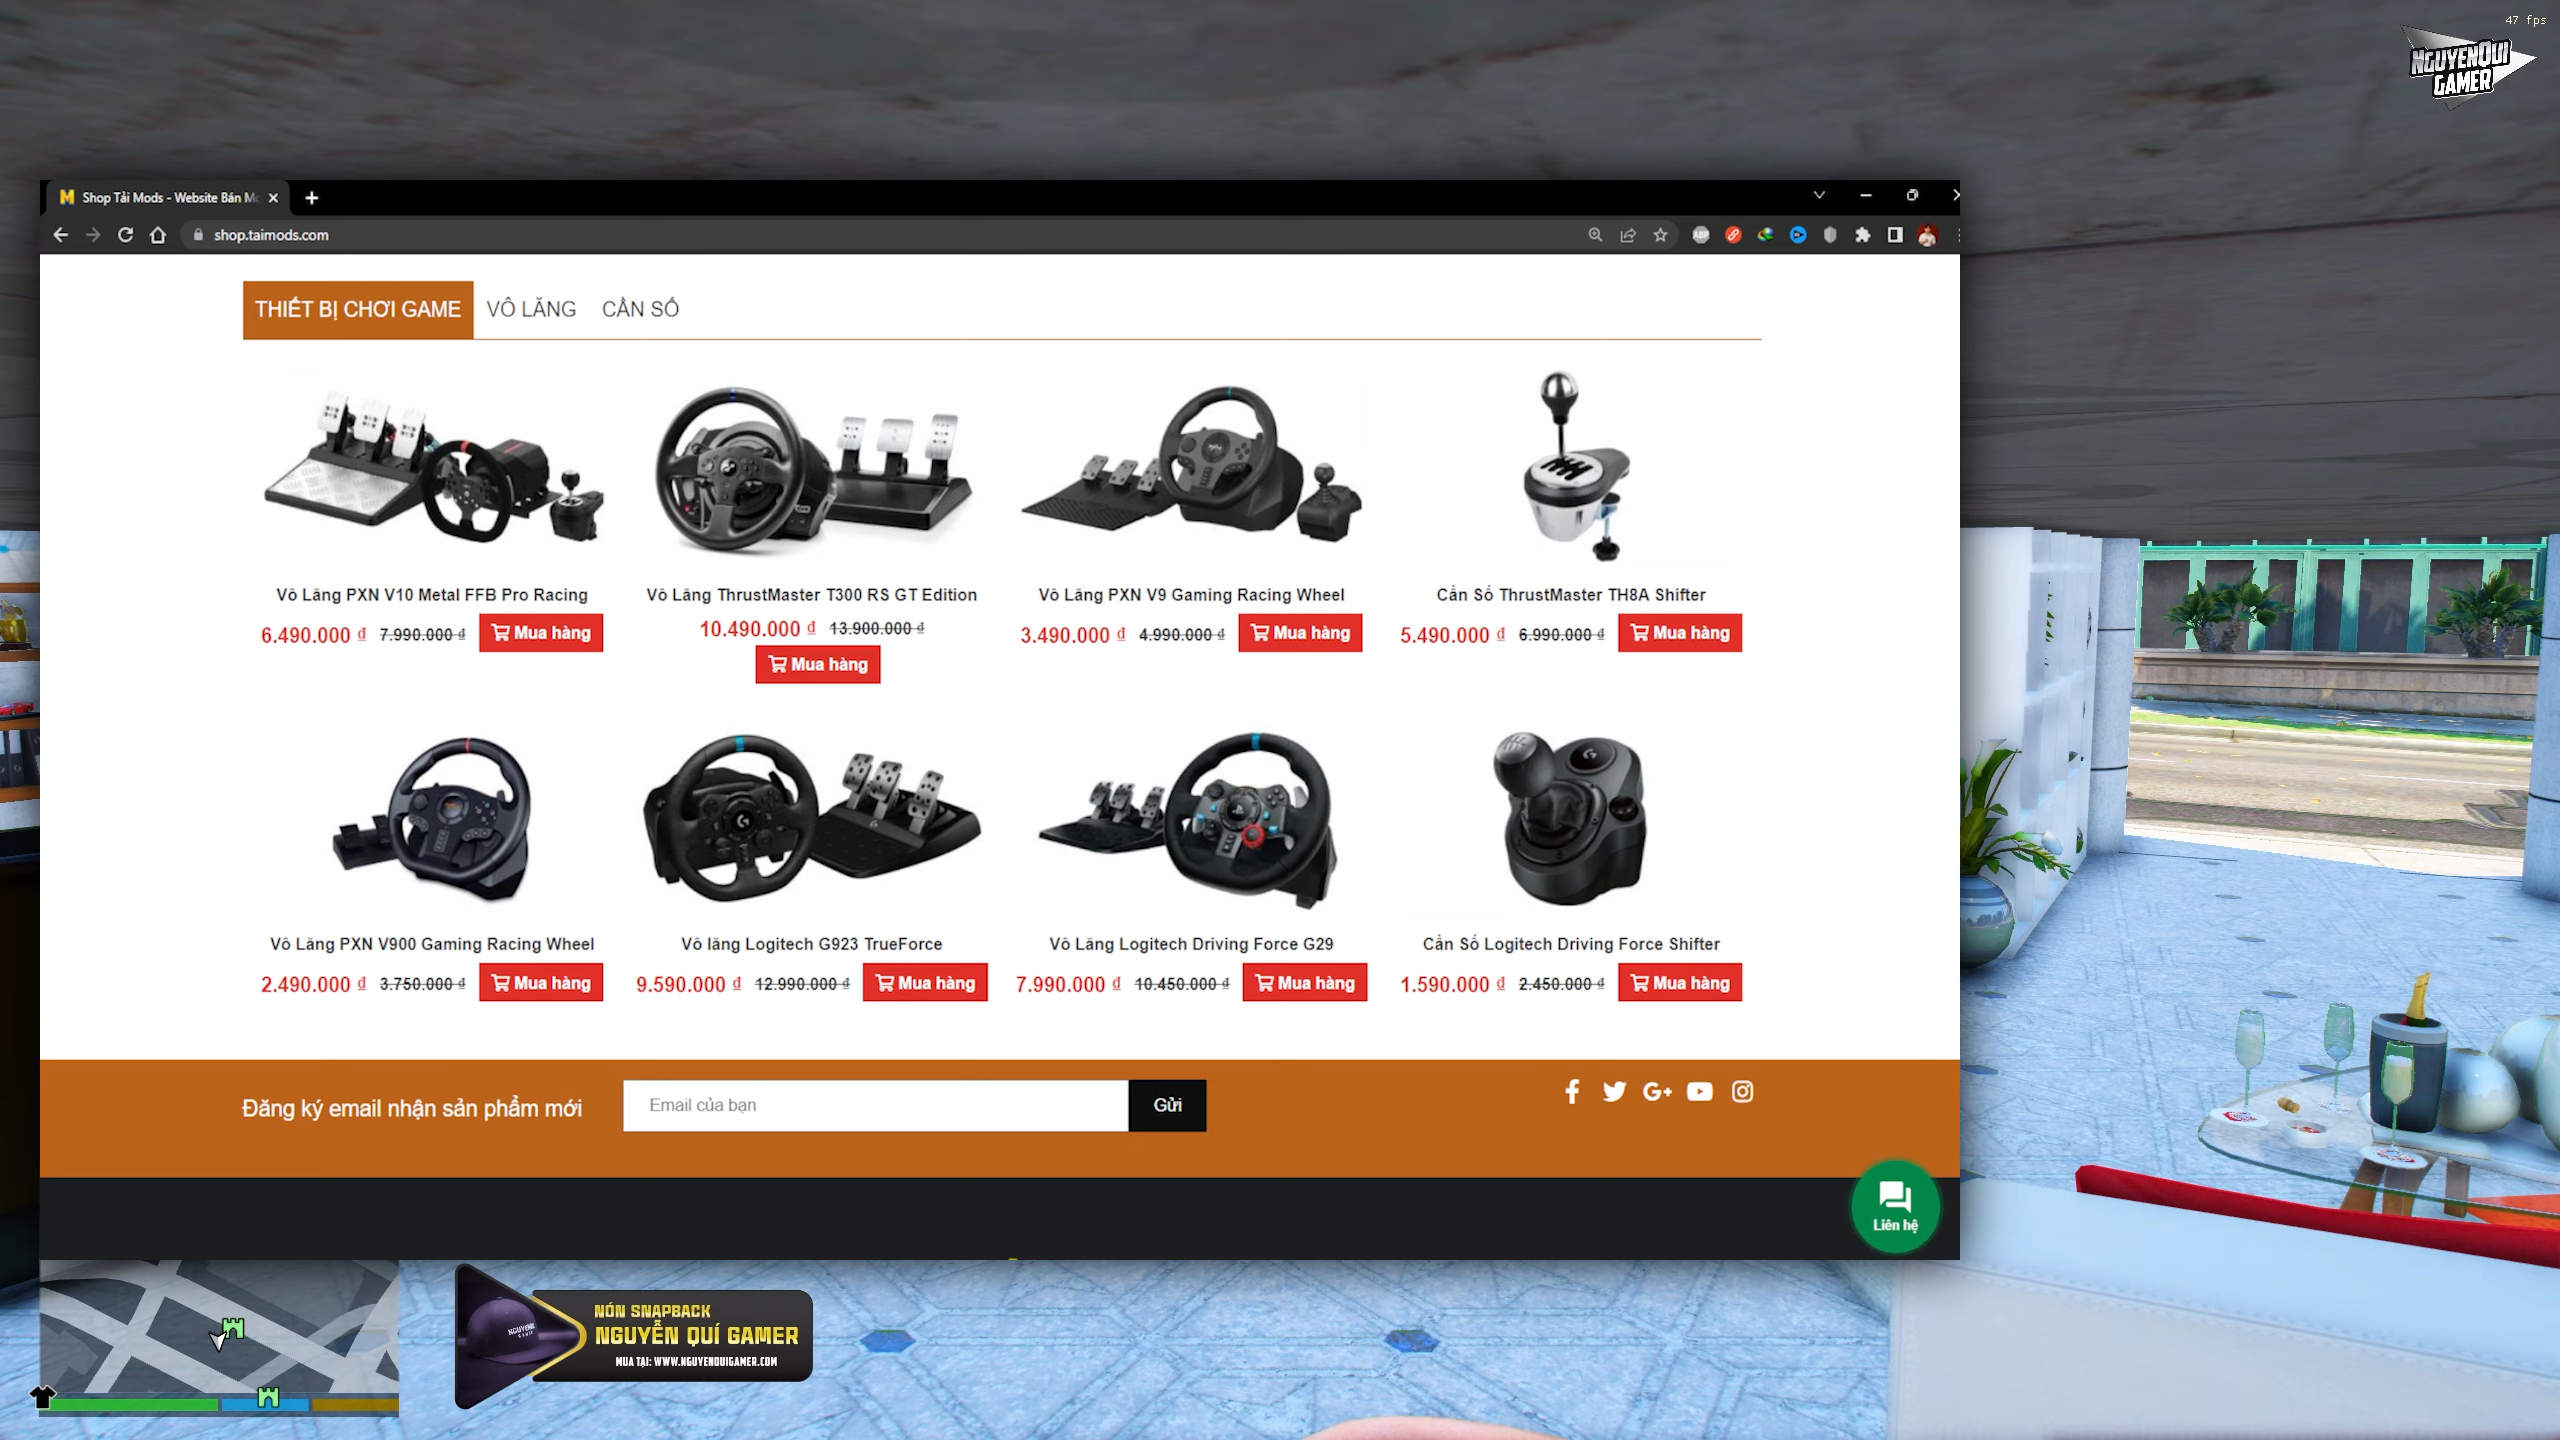 47 fps
NGUYENQUI
GAMER
Shop Tải Mods - Website Bán Mo
shop.taimods.com
ABP
THIẾT BỊ CHƠI GAME VÔ LĂNG CẦN SỐ
Vô Lăng PXN V10 Metal FFB Pro Racing
6.490.000 ₫ 7.990.000 ₫ Mua hàng
Vô Lăng ThrustMaster T300 RS GT Edition
10.490.000 ₫ 13.900.000 ₫
Mua hàng
Vô Lăng PXN V9 Gaming Racing Wheel
3.490.000 ₫ 4.990.000 ₫ Mua hàng
Cần Số ThrustMaster TH8A Shifter
5.490.000 ₫ 6.990.000 ₫ Mua hàng
Vô Lăng PXN V900 Gaming Racing Wheel
2.490.000 ₫ 3.750.000 ₫ Mua hàng
Vô lăng Logitech G923 TrueForce
9.590.000 ₫ 12.990.000 ₫ Mua hàng
Vô Lăng Logitech Driving Force G29
7.990.000 ₫ 10.450.000 ₫ Mua hàng
Cần Số Logitech Driving Force Shifter
1.590.000 ₫ 2.450.000 ₫ Mua hàng
Đăng ký email nhận sản phẩm mới
Email của bạn
Gửi
Liên hệ
NÓN SNAPBACK
NGUYỄN QUÍ GAMER
MUA TẠI: WWW.NGUYENQUIGAMER.COM